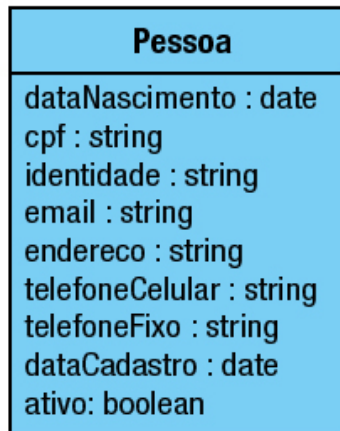 Pessoa
dataNascimento : date
cpf : string
identidade : string
email : string
endereco : string
telefoneCelular : string
telefoneFixo : string
dataCadastro : date
ativo: boolean